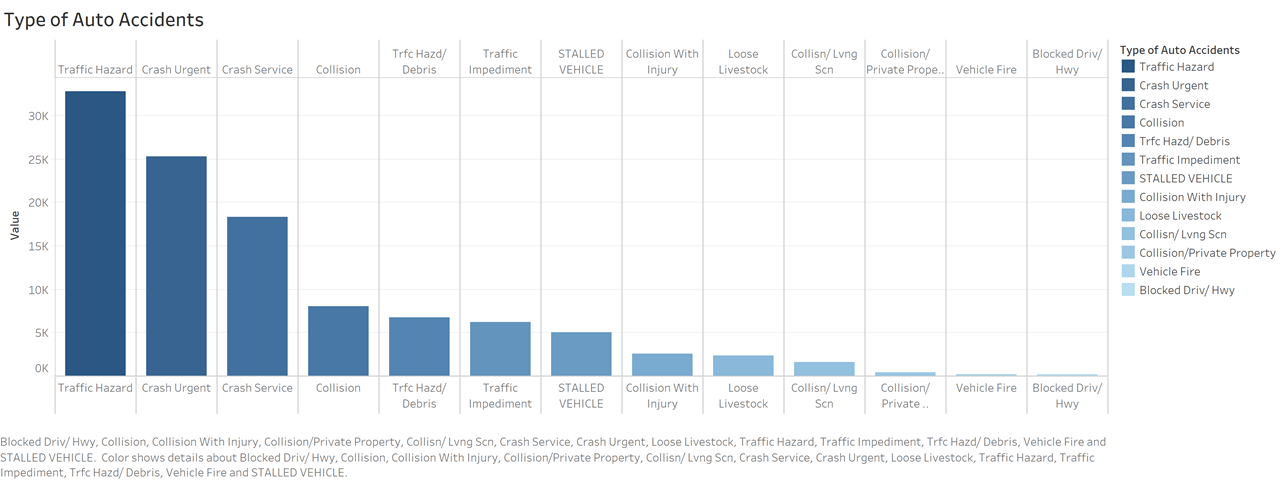 Type of Auto Accidents
Trfc Hazd/ Traffic STALLED Collision With Loose Collisn/ Lvng Collision/ Blocked Driv/
Traffic Hazard Crash Urgent Crash Service Collision Debris Impediment VEHICLE Injury Livestock Scn Private Prope.. Vehicle Fire Hwy
30K
25K
20K
15K
10K
5K
0K
Value
Traffic Hazard Crash Urgent Crash Service Collision Trfc Hazd/ Traffic STALLED Collision With Loose Collisn/ Lvng Collision/ Vehicle Fire Blocked Driv/
Debris Impediment VEHICLE Injury Livestock Scn Private .. Hwy
Type of Auto Accidents
Traffic Hazard
Crash Urgent
Crash Service
Collision
Trfc Hazd/ Debris
Traffic Impediment
STALLED VEHICLE
Collision With Injury
Loose Livestock
Collisn/ Lvng Scn
Collision/Private Property
Vehicle Fire
Blocked Driv/ Hwy
Blocked Driv/ Hwy, Collision, Collision With Injury, Collision/Private Property, Collisn/ Lvng Scn, Crash Service, Crash Urgent, Loose Livestock, Traffic Hazard, Traffic Impediment, Trfc Hazd/ Debris, Vehicle Fire and
STALLED VEHICLE. Color shows details about Blocked Driv/ Hwy, Collision, Collision With Injury, Collision/Private Property, Collisn/ Lvng Scn, Crash Service, Crash Urgent, Loose Livestock, Traffic Hazard, Traffic
Impediment, Trfc Hazd/ Debris, Vehicle Fire and STALLED VEHICLE.